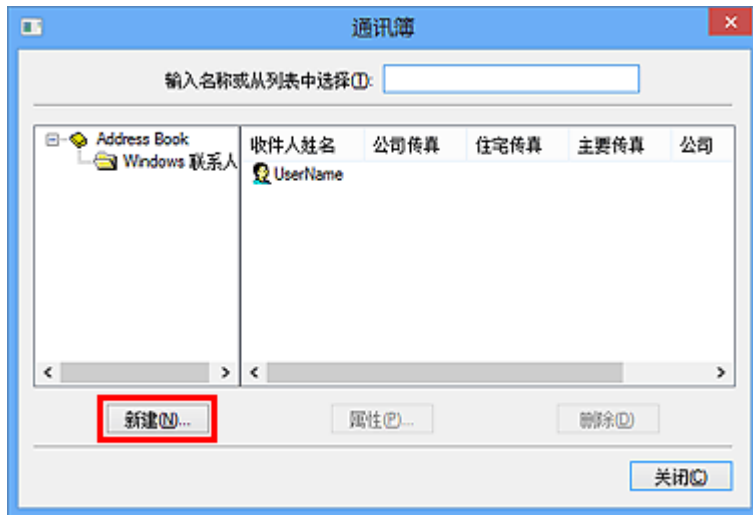 通讯簿
输入名称或从列表中选择(T):
Address Book
Windows 联系人
收件人姓名 公司传真 住宅传真 主要传真 公司
UserName
新建(N)... 属性(P)... 删除(D)
关闭(C)